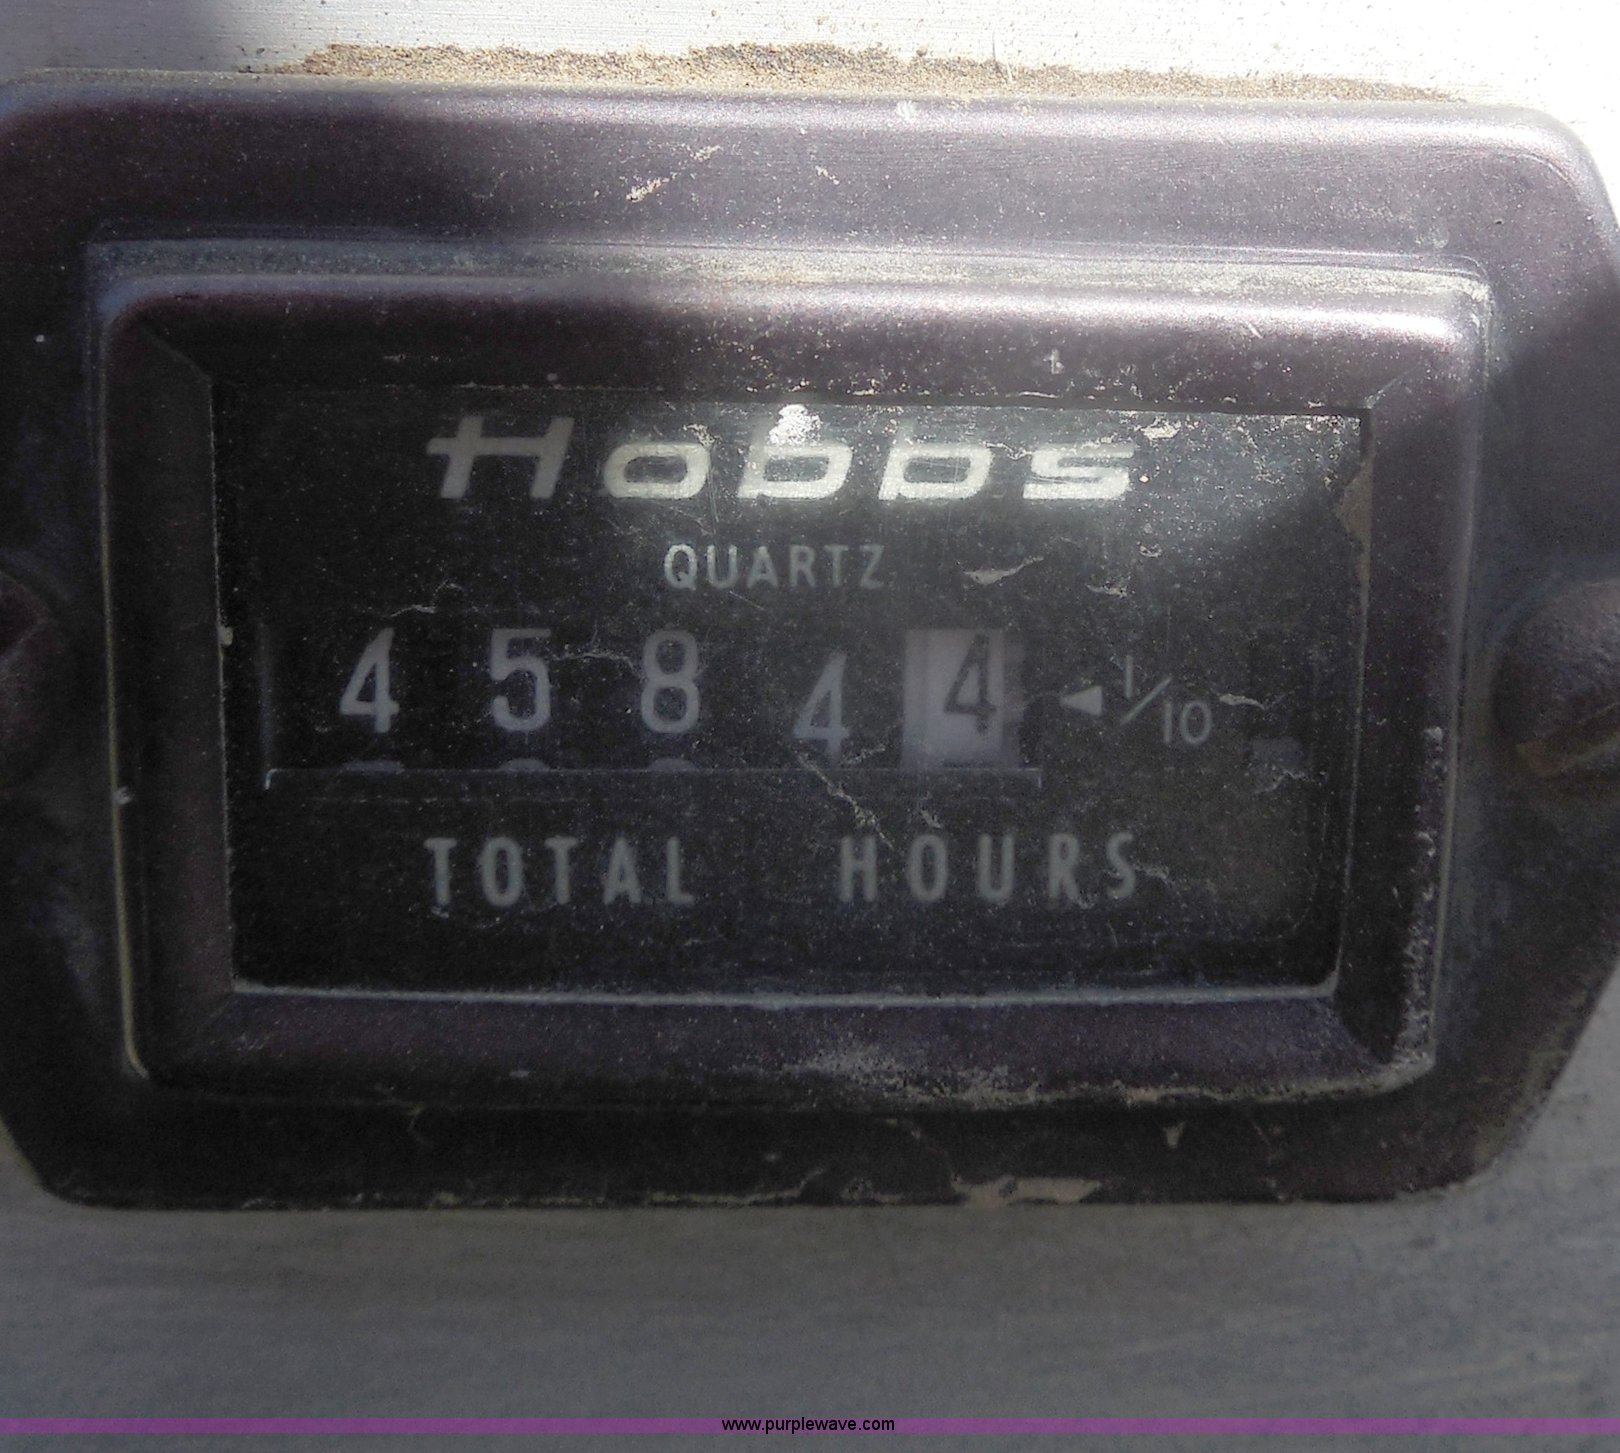 Hobbs
QUARTZ
4 5 8 4 4 ◄ 1/10
TOTAL HOURS
www.purplewave.com